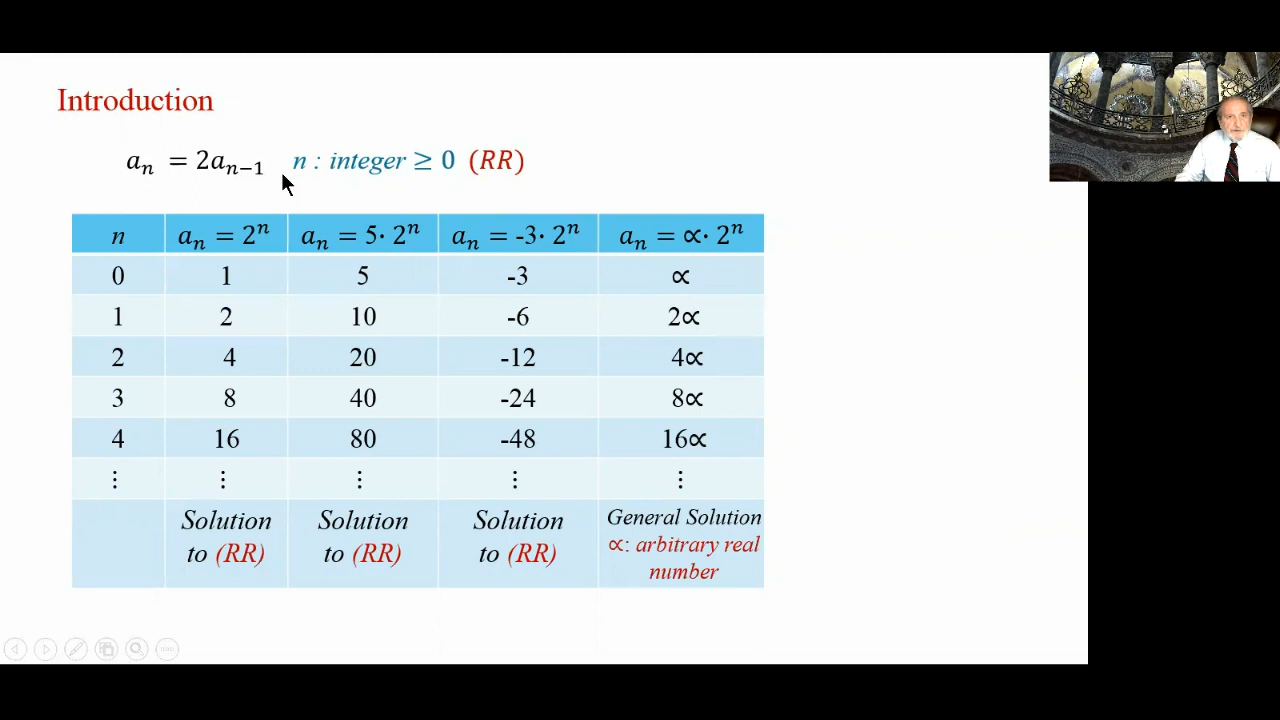 Introduction
aₙ = 2aₙ₋₁ n : integer ≥ 0 (RR)
n aₙ = 2ⁿ aₙ = 5· 2ⁿ aₙ = -3· 2ⁿ aₙ = ∝· 2ⁿ
0 1 5 -3 ∝
1 2 10 -6 2∝
2 4 20 -12 4∝
3 8 40 -24 8∝
4 16 80 -48 16∝
⋮ ⋮ ⋮ ⋮ ⋮
Solution to (RR) Solution to (RR) Solution to (RR) General Solution
∝: arbitrary real
number